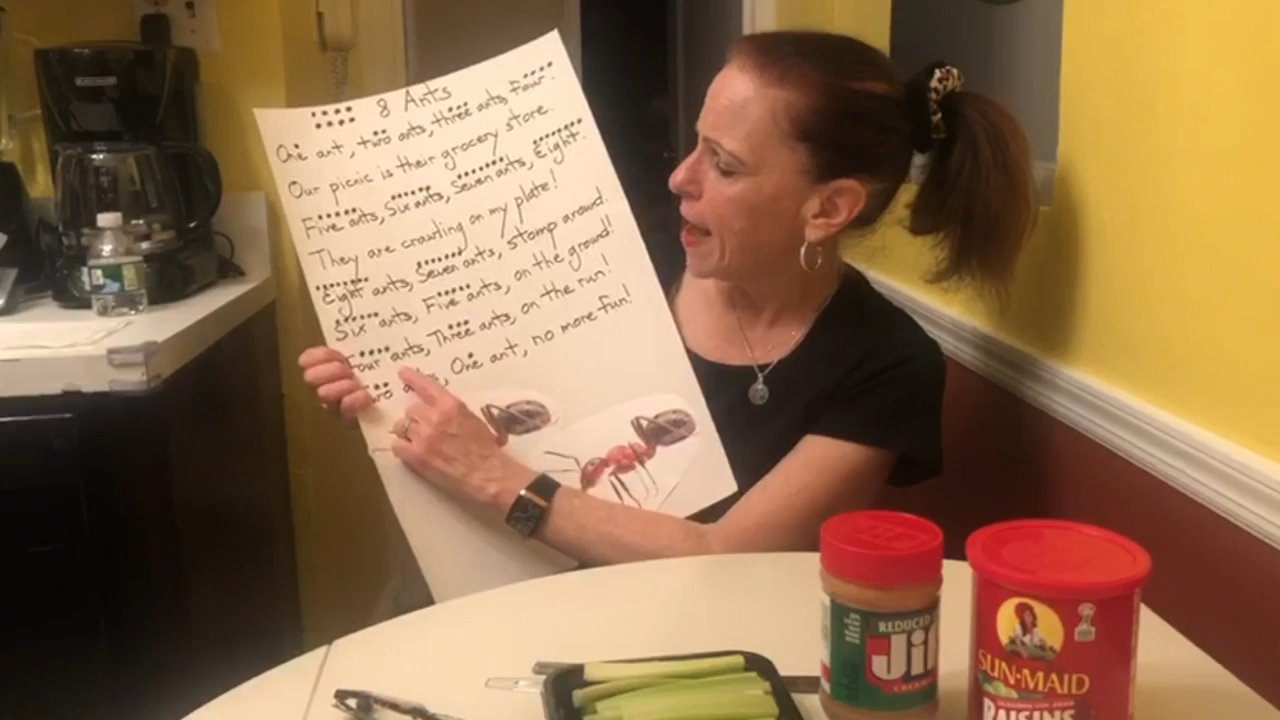 8 Ants
One ant, two ants, three ants, Four.
Our picnic is their grocery store.
Five ants, Six ants, Seven ants, Eight.
They are crawling on my plate!
Eight ants, Seven ants, stomp around.
Six ants, Five ants, on the ground!
Four ants, Three ants, on the run!
Two ants, One ant, no more fun!
REDUCED
Jif
CREAMY
SUN-MAID
RAISINS